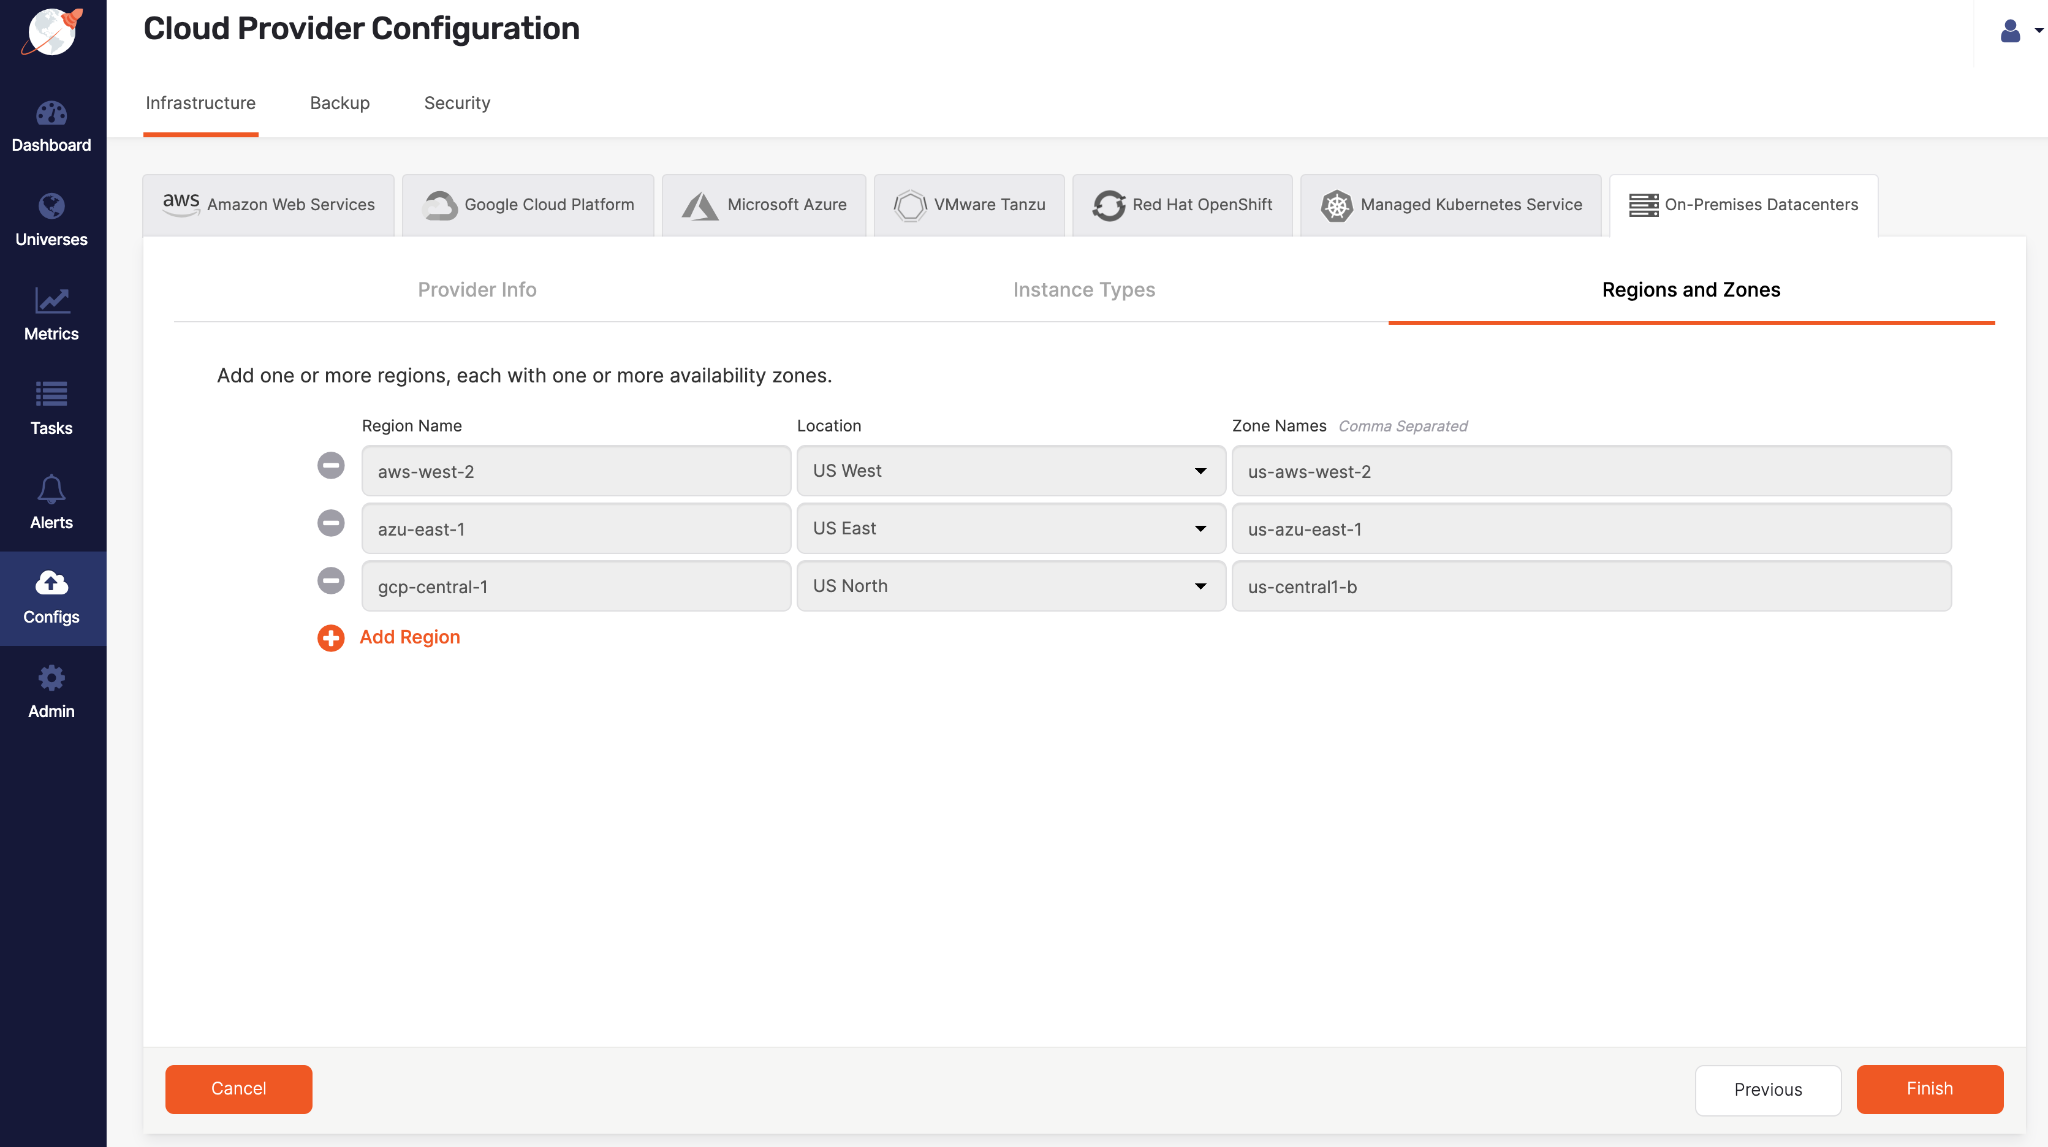 Cloud Provider Configuration
Infrastructure Backup Security
Dashboard
Universes
Metrics
Tasks
Alerts
Configs
Admin
aws Amazon Web Services Google Cloud Platform Microsoft Azure VMware Tanzu Red Hat OpenShift Managed Kubernetes Service On-Premises Datacenters
Provider Info Instance Types Regions and Zones
Add one or more regions, each with one or more availability zones.
Region Name Location Zone Names Comma Separated
aws-west-2 US West us-aws-west-2
azu-east-1 US East us-azu-east-1
gcp-central-1 US North us-central1-b
Add Region
Cancel Previous Finish